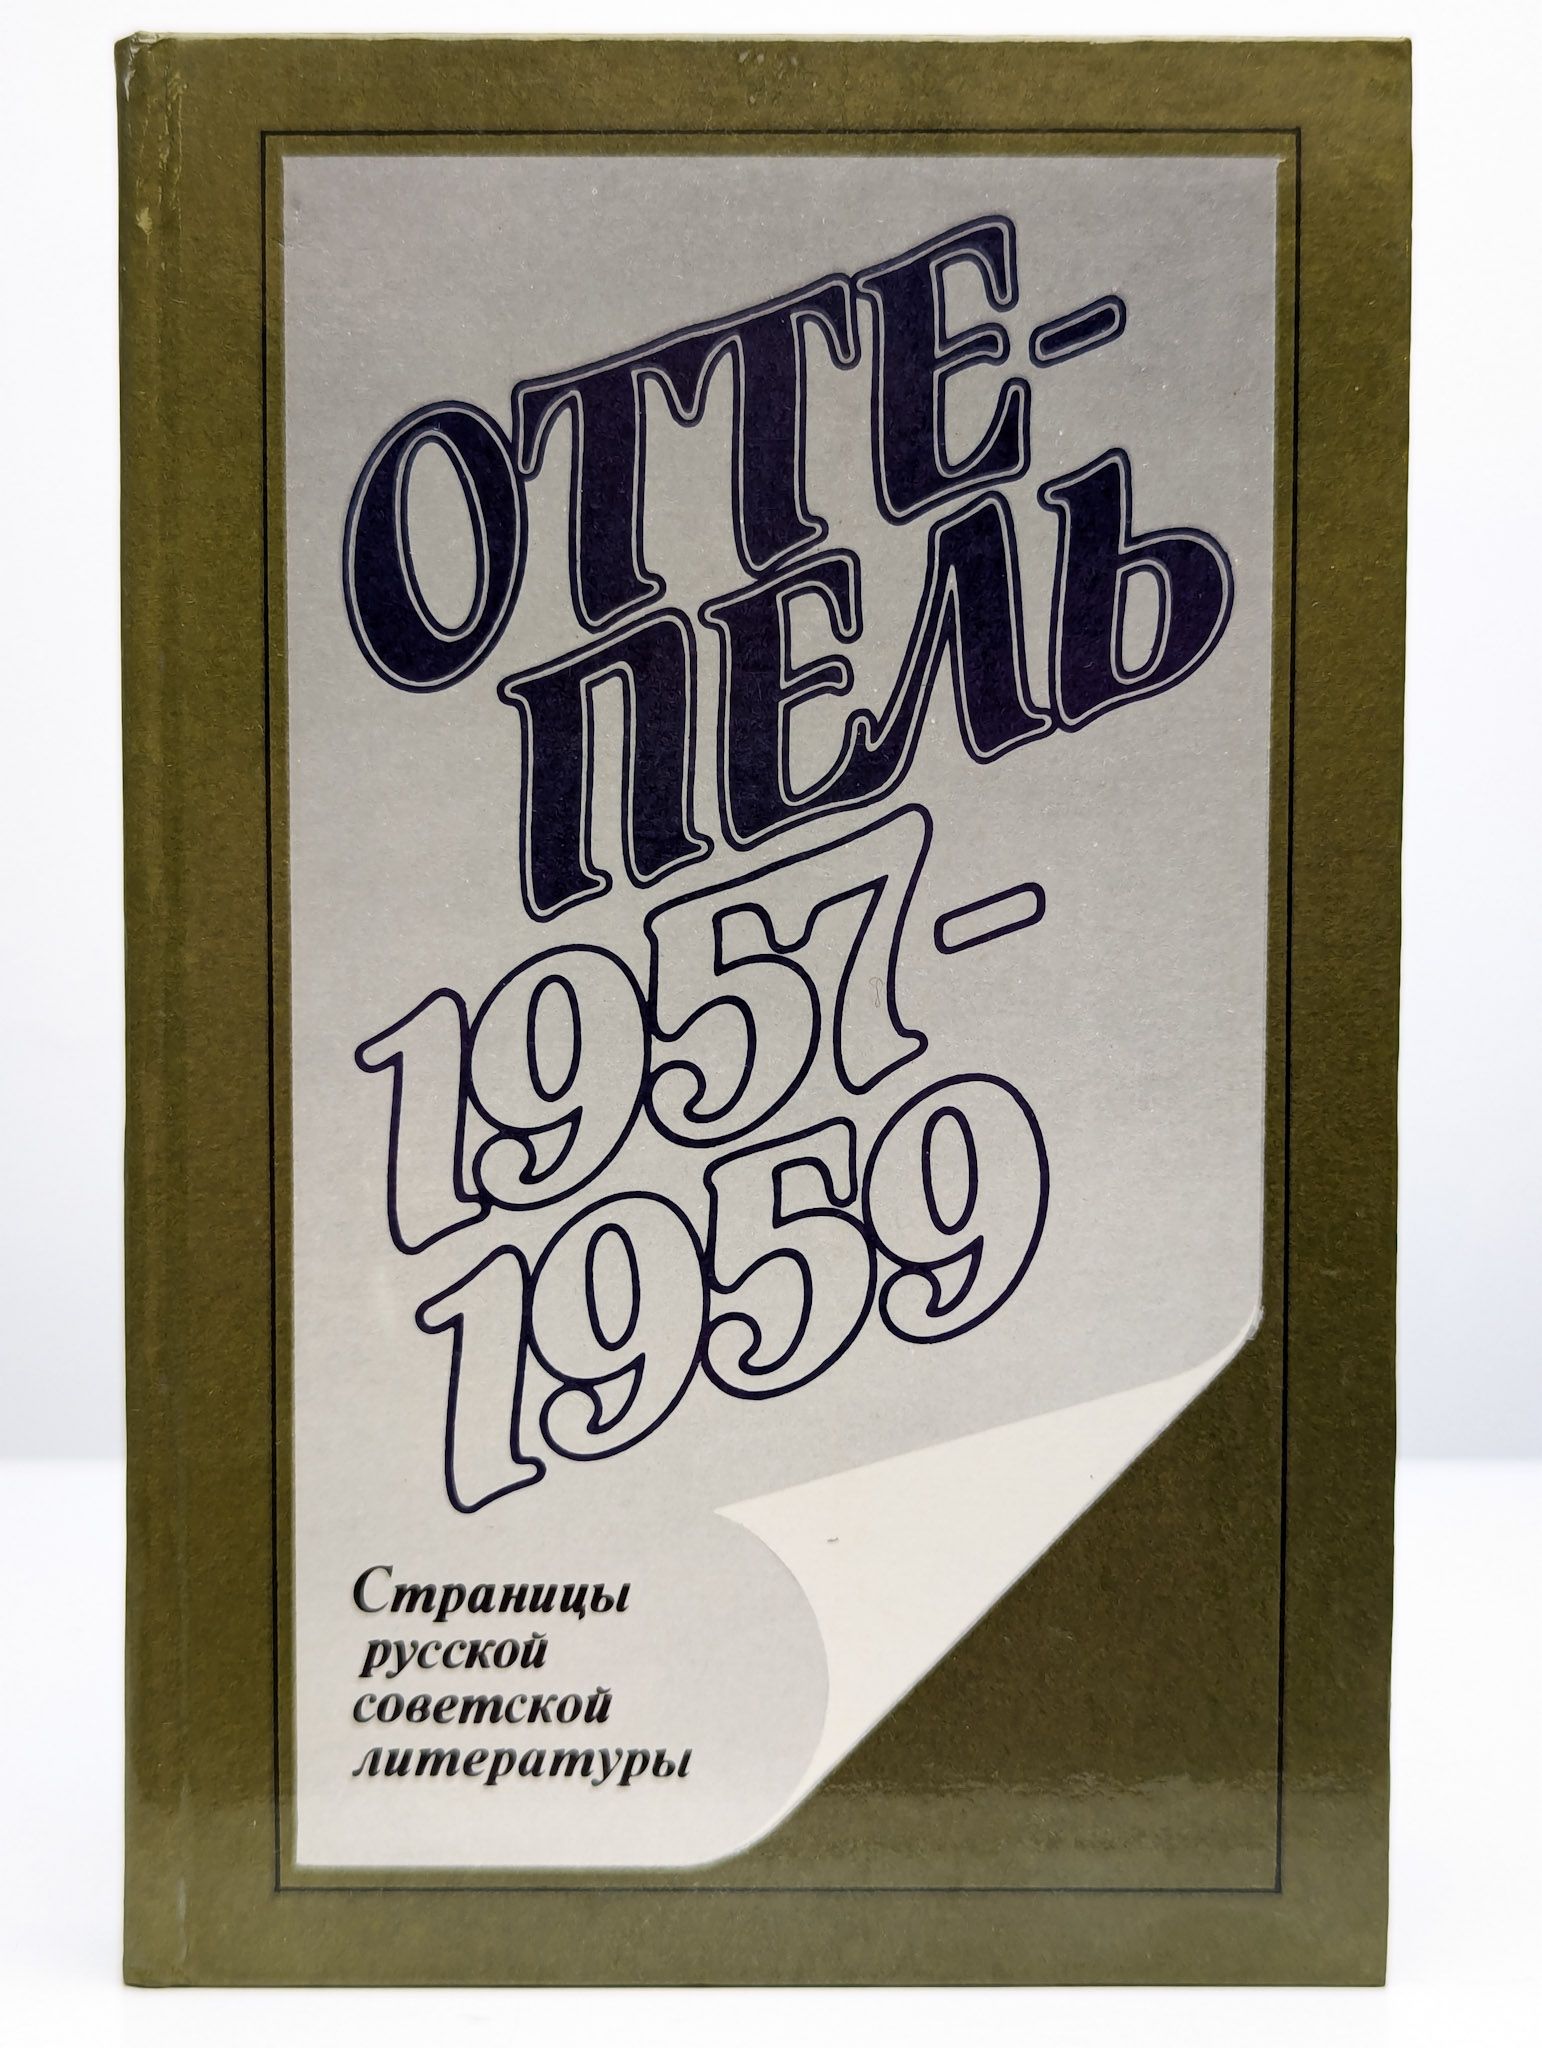 ОТТЕ-
ПЕЛЬ
1957-
1959
Страницы
русской
советской
литературы